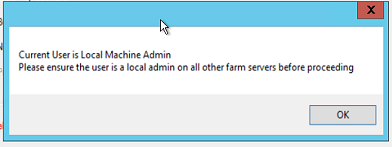 Current User is Local Machine Admin
Please ensure the user is a local admin on all other farm servers before proceeding
OK